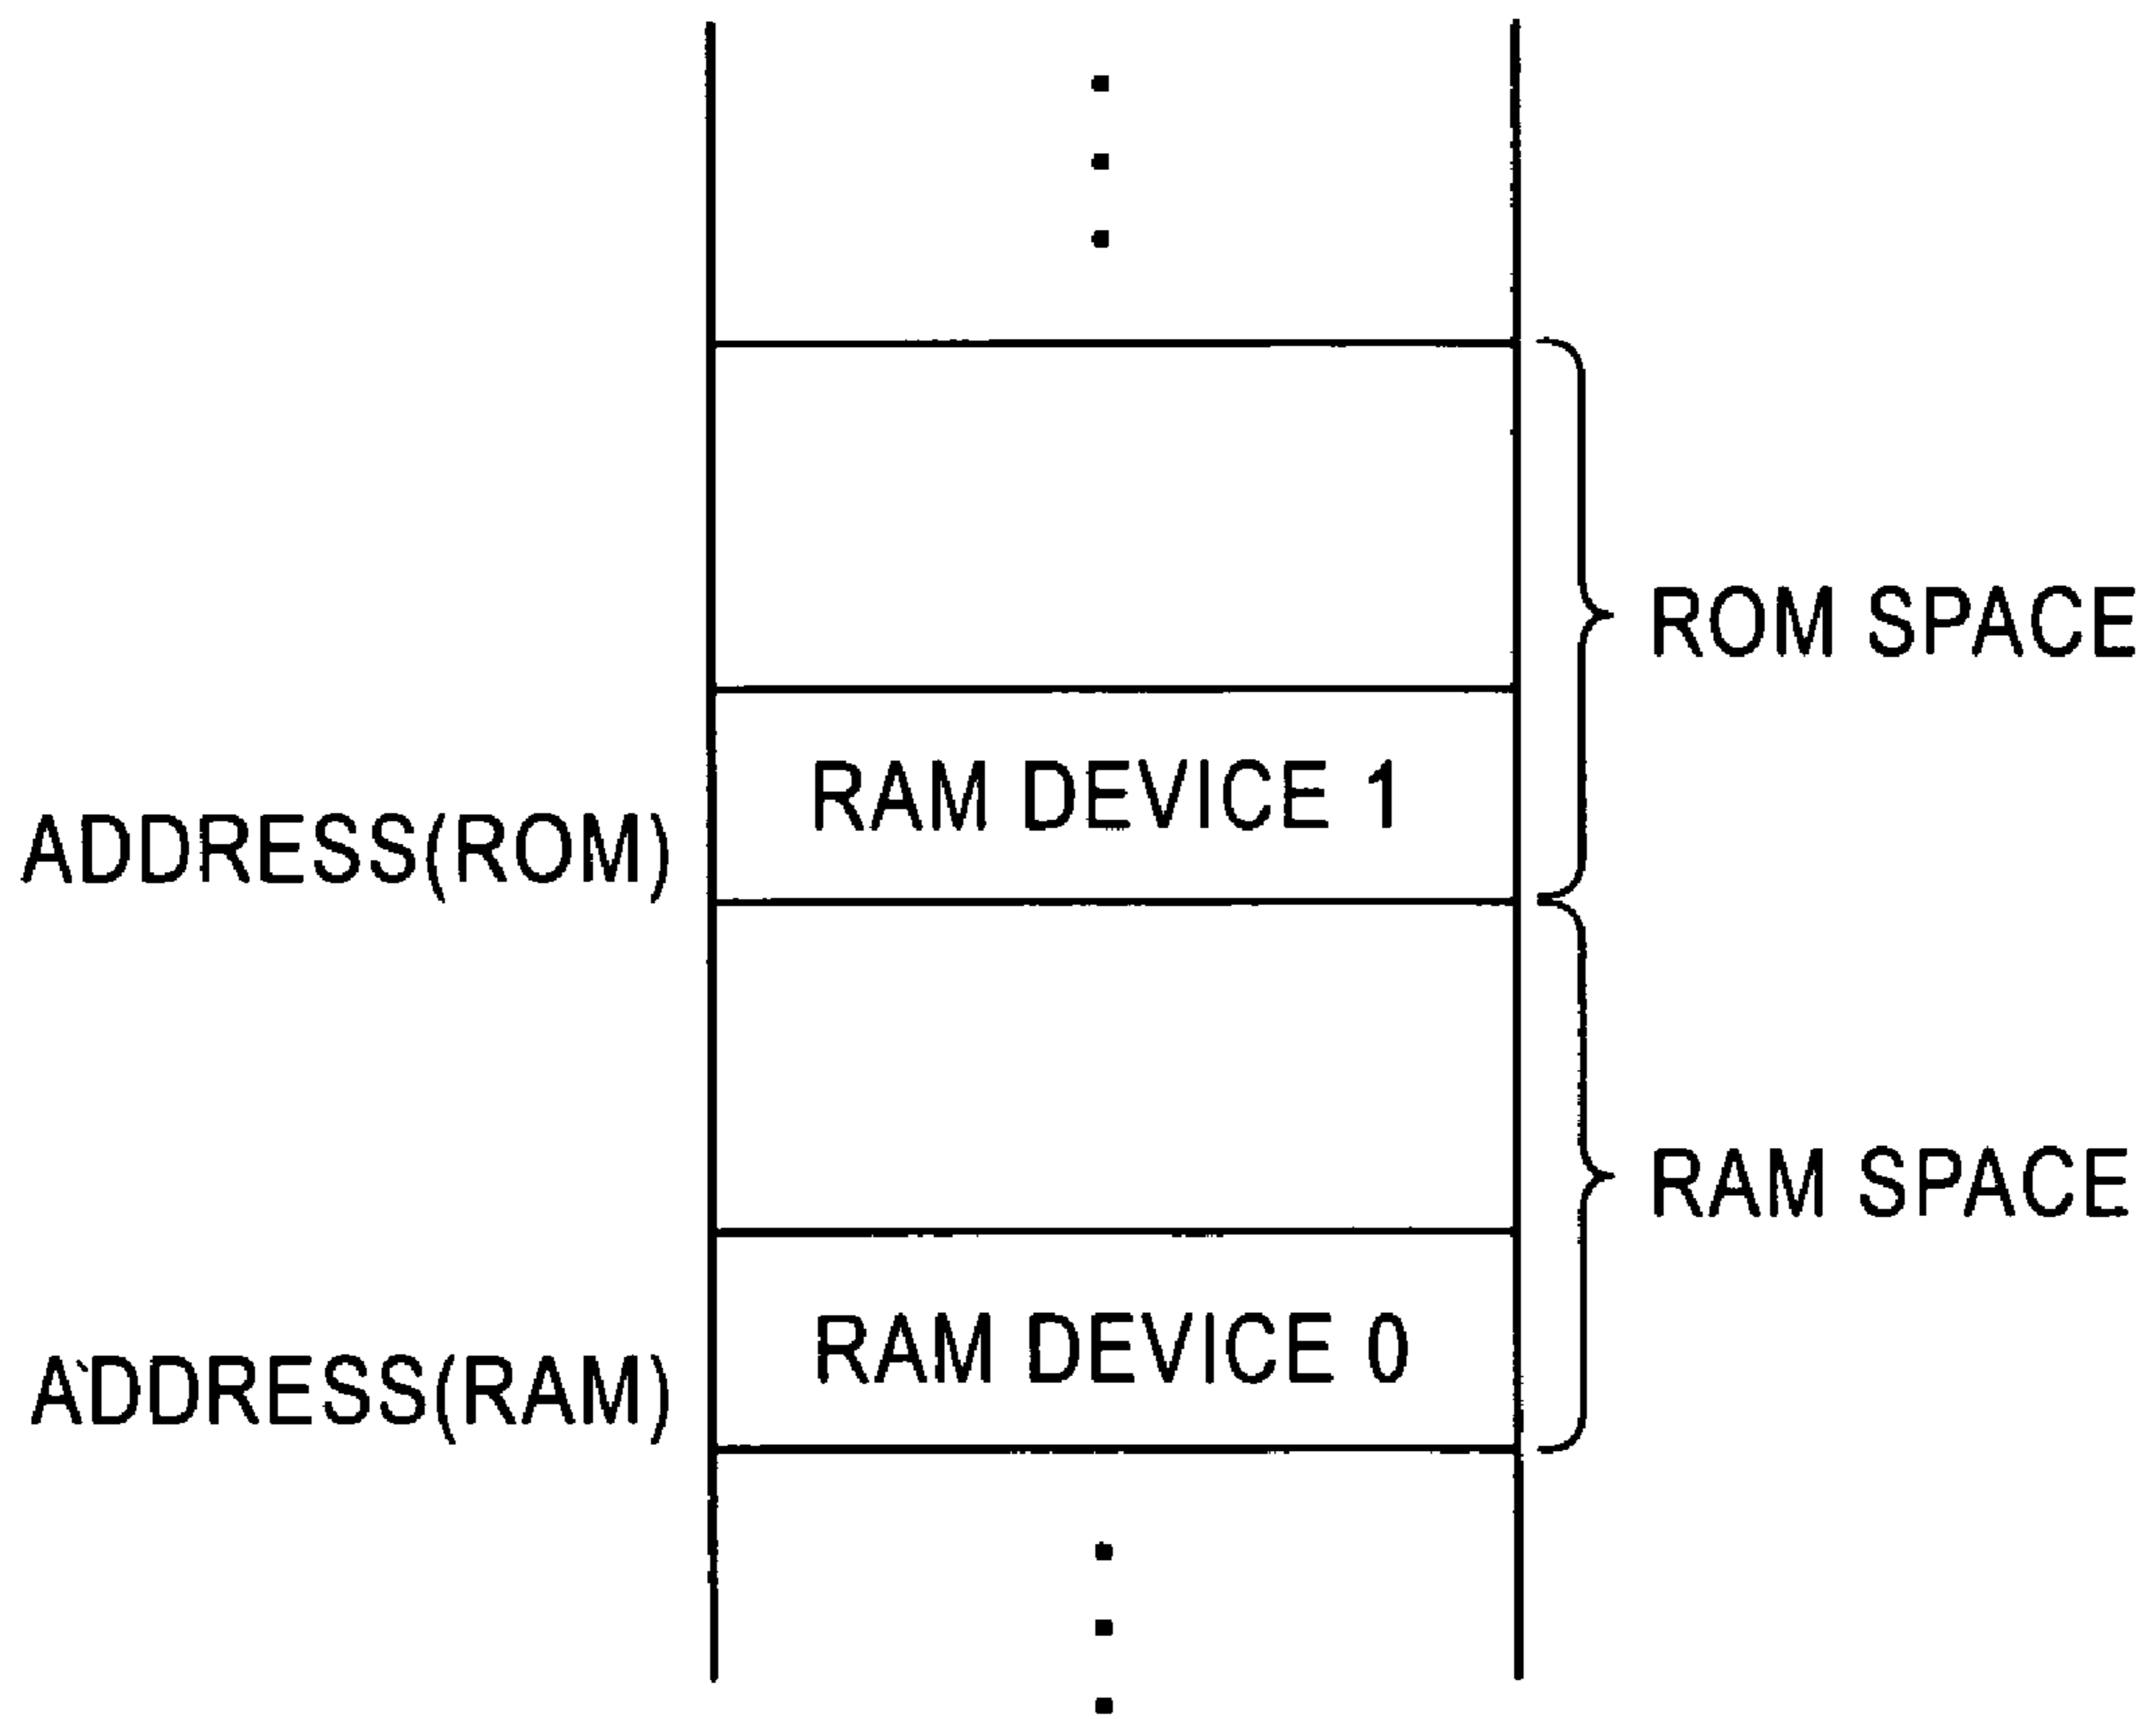 ROM SPACE
RAM DEVICE 1
ADDRESS(ROM)
RAM SPACE
RAM DEVICE 0
ADDRESS(RAM)